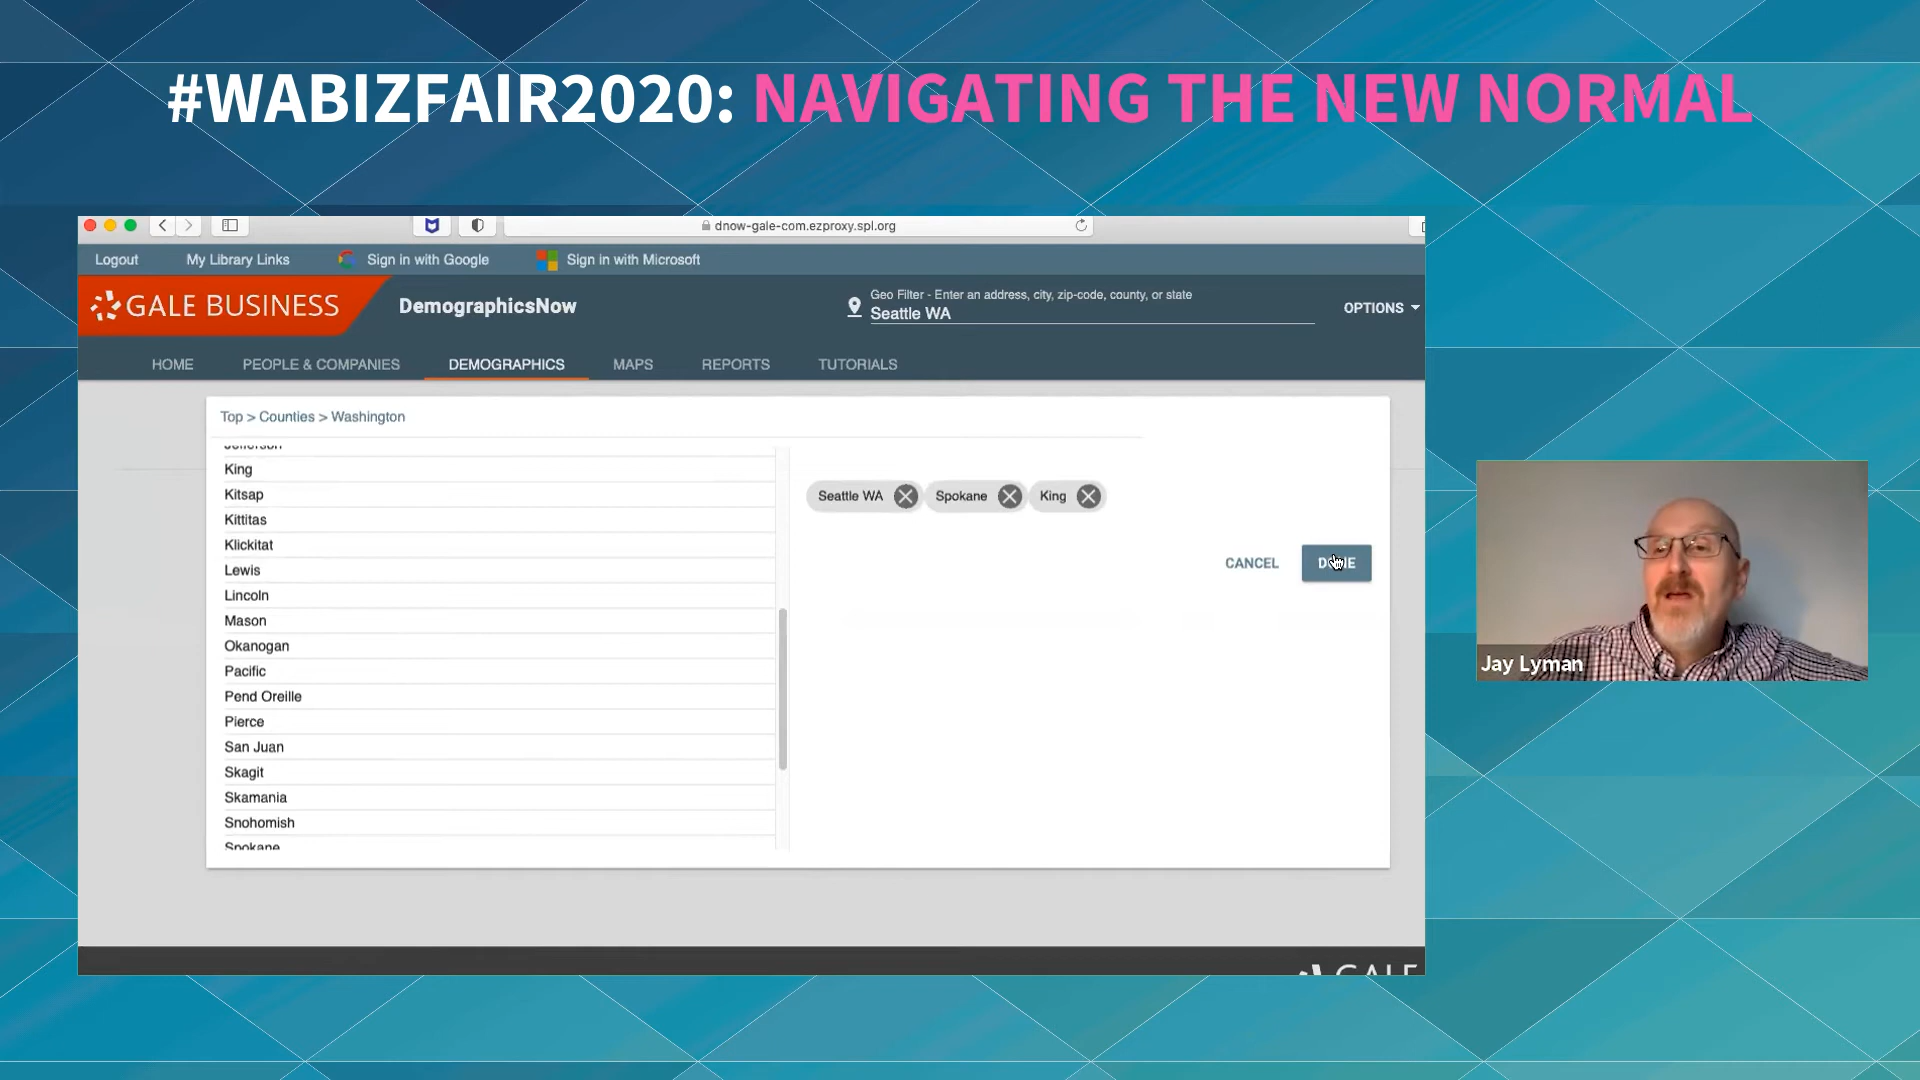 #WABIZFAIR2020: NAVIGATING THE NEW NORMAL
dnow-gale-com.ezproxy.spl.org
Logout My Library Links Sign in with Google Sign in with Microsoft
GALE BUSINESS DemographicsNow
Geo Filter - Enter an address, city, zip-code, county, or state
Seattle WA
OPTIONS
HOME PEOPLE & COMPANIES DEMOGRAPHICS MAPS REPORTS TUTORIALS
Top > Counties > Washington
Jefferson
King
Kitsap
Kittitas
Klickitat
Lewis
Lincoln
Mason
Okanogan
Pacific
Pend Oreille
Pierce
San Juan
Skagit
Skamania
Snohomish
Spokane
Seattle WA Spokane King
CANCEL DONE
GALE
Jay Lyman